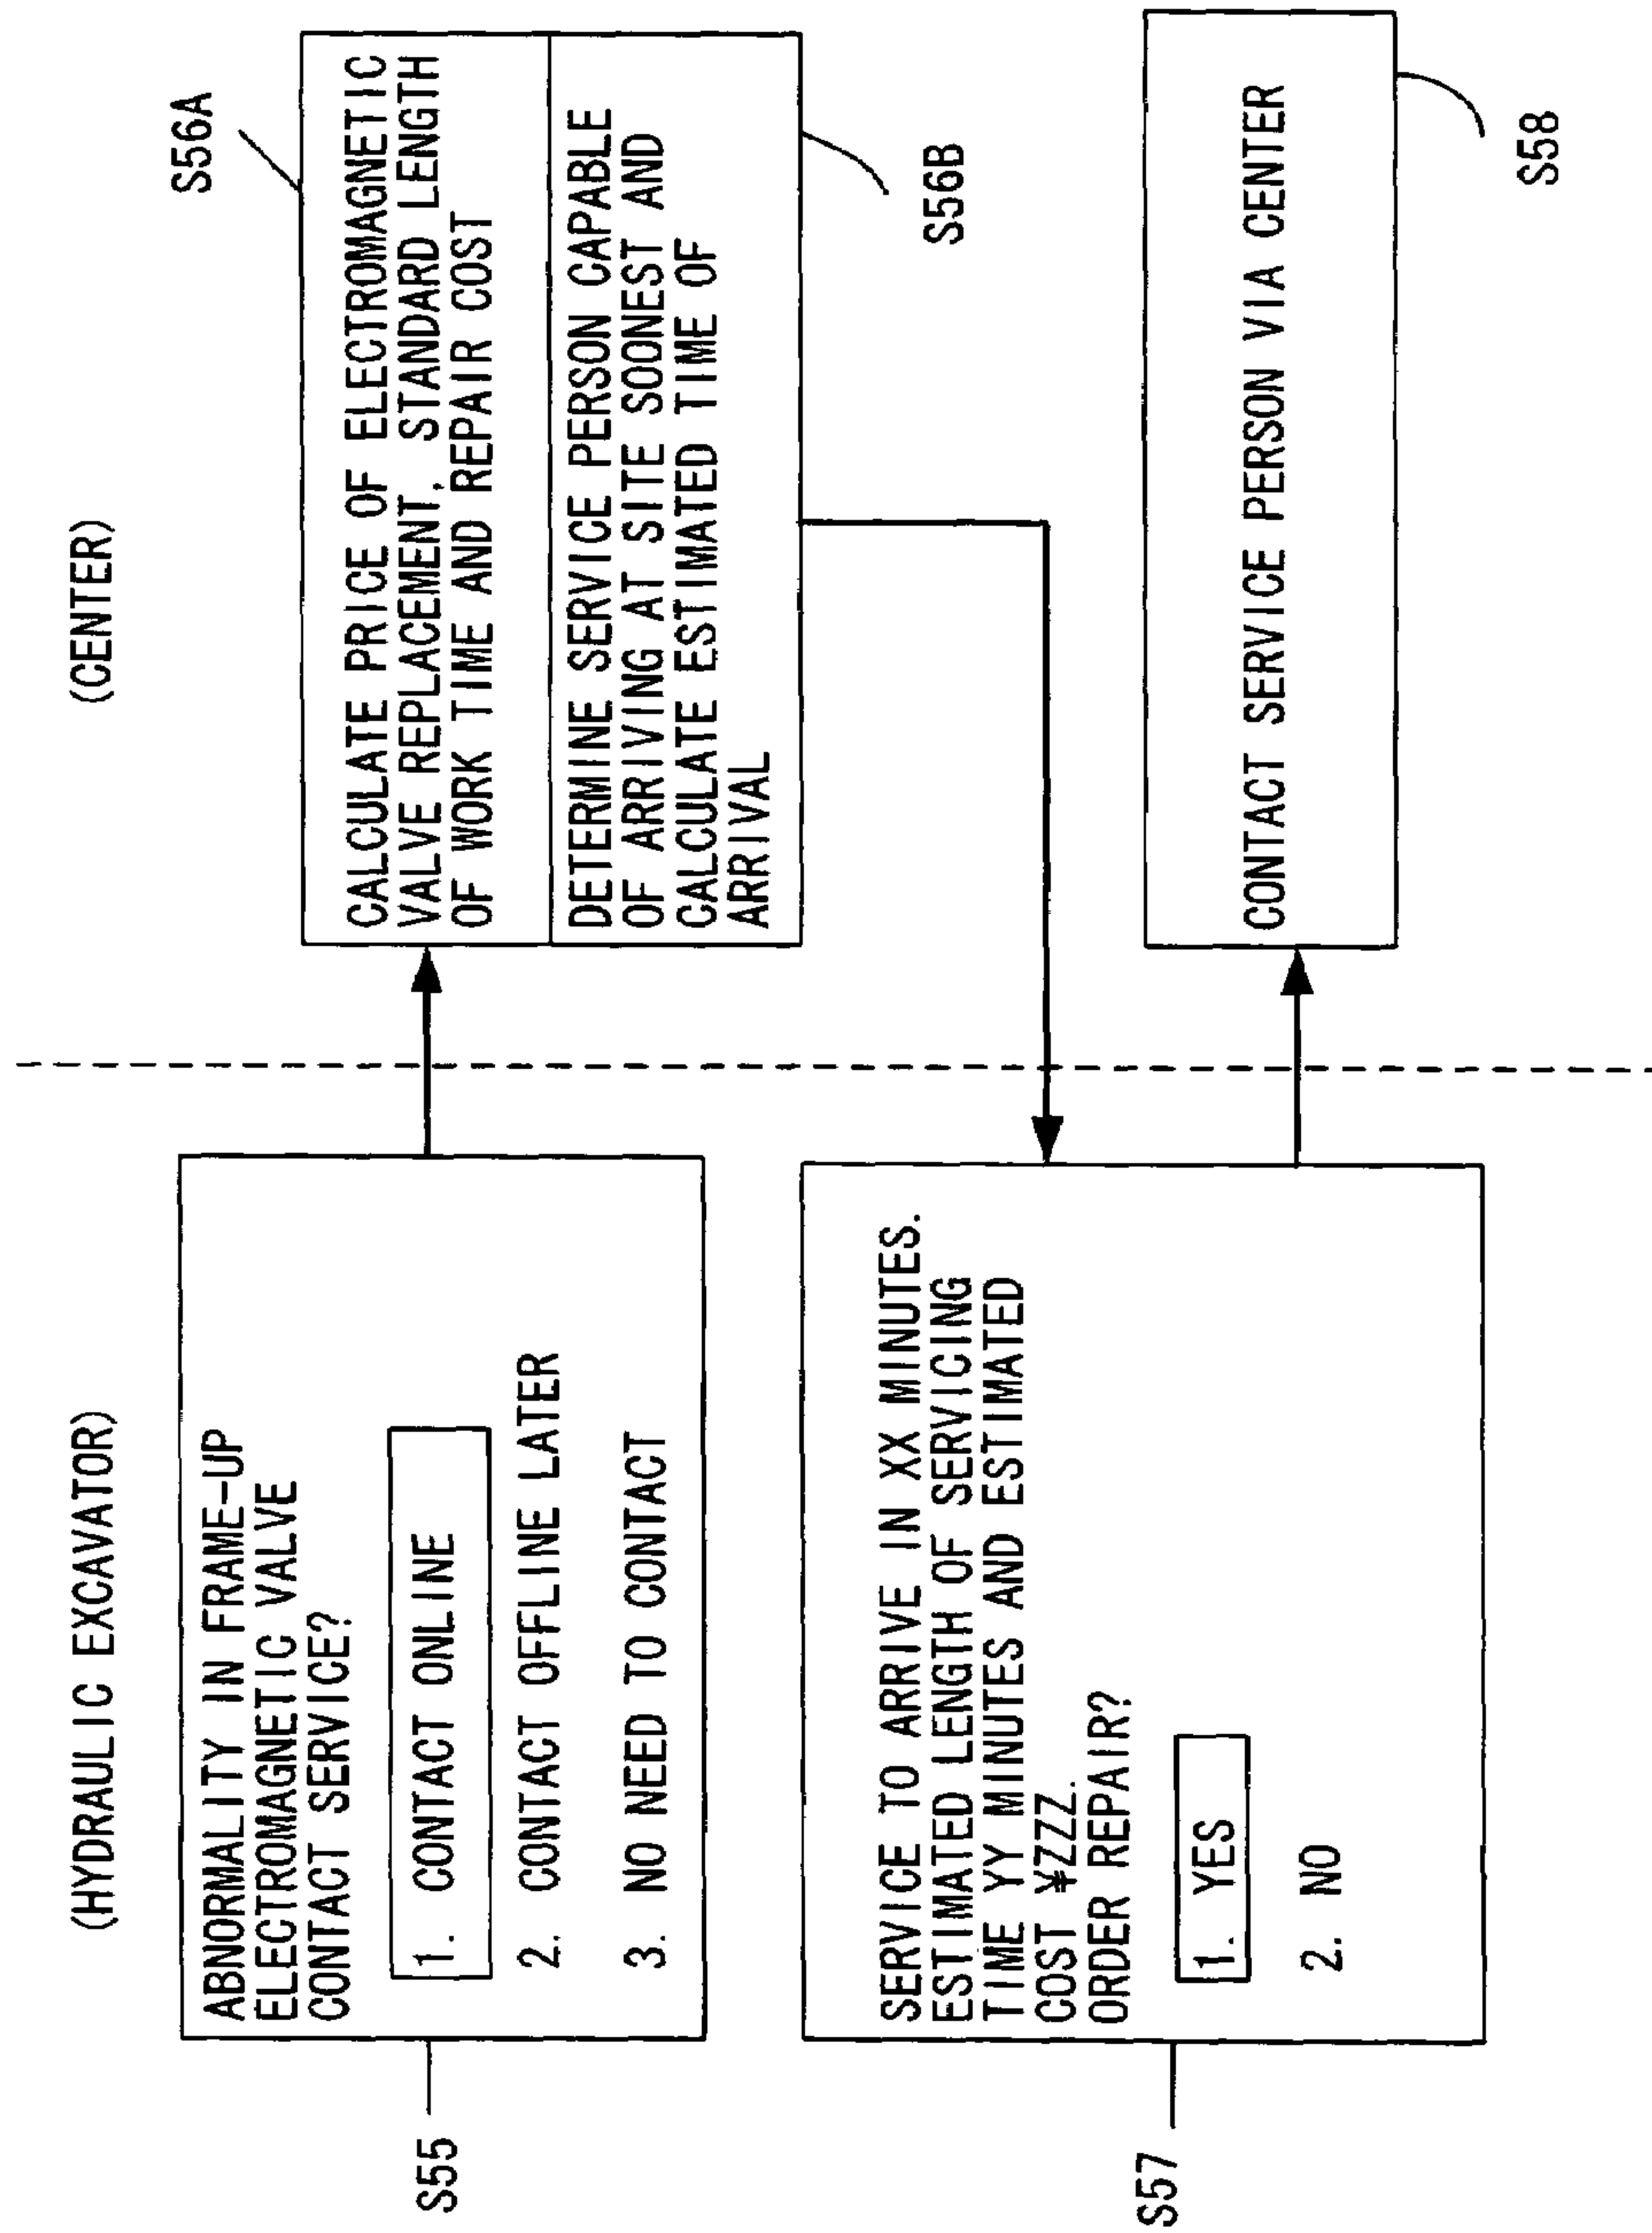 (HYDRAULIC EXCAVATOR)
(CENTER)
S55
ABNORMALITY IN FRAME-UP
ELECTROMAGNETIC VALVE
CONTACT SERVICE?
1. CONTACT ONLINE
2. CONTACT OFFLINE LATER
3. NO NEED TO CONTACT
S56A
CALCULATE PRICE OF ELECTROMAGNETIC
VALVE REPLACEMENT, STANDARD LENGTH
OF WORK TIME AND REPAIR COST
DETERMINE SERVICE PERSON CAPABLE
OF ARRIVING AT SITE SOONEST AND
CALCULATE ESTIMATED TIME OF
ARRIVAL
S56B
S57
SERVICE TO ARRIVE IN XX MINUTES.
ESTIMATED LENGTH OF SERVICING
TIME YY MINUTES AND ESTIMATED
COST ¥ZZZ.
ORDER REPAIR?
1. YES
2. NO
CONTACT SERVICE PERSON VIA CENTER
S58